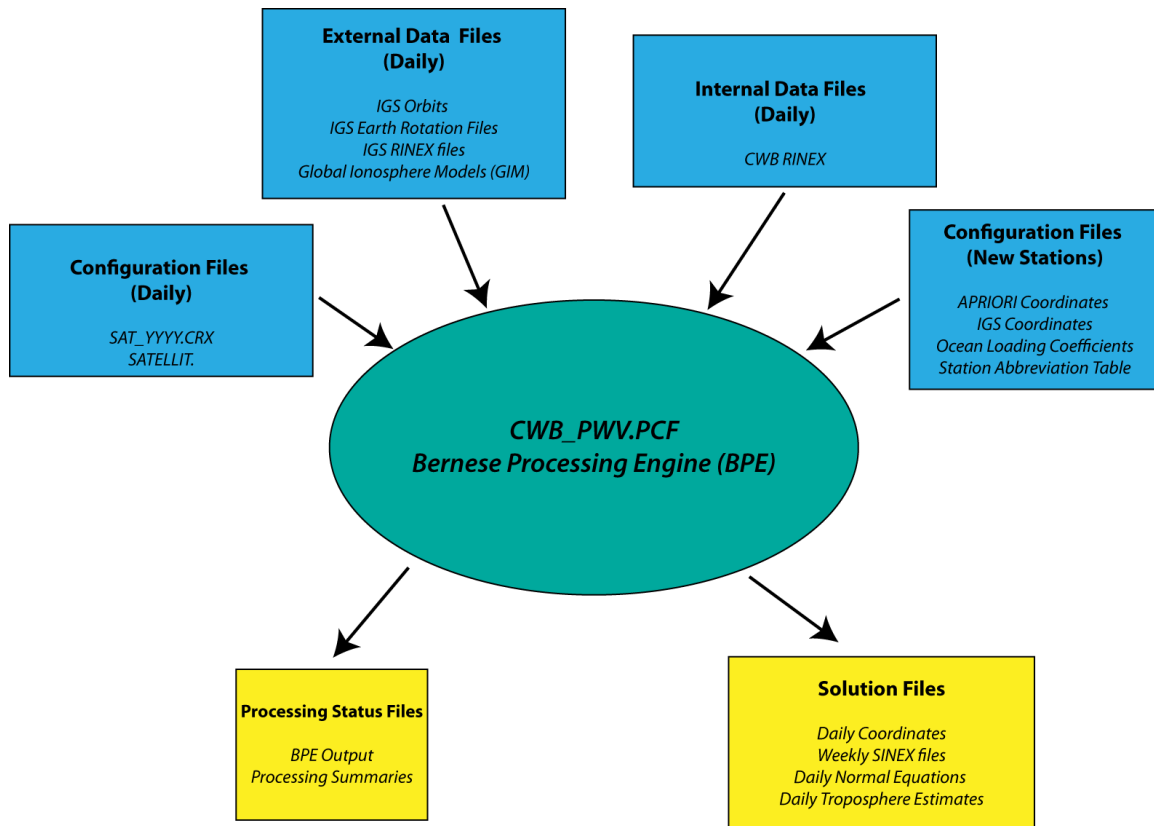 External Data Files
(Daily)
IGS Orbits
IGS Earth Rotation Files
IGS RINEX files
Global Ionosphere Models (GIM)
Internal Data Files
(Daily)
CWB RINEX
Configuration Files
(Daily)
SAT_YYYY.CRX
SATELLIT.
Configuration Files
(New Stations)
APRIORI Coordinates
IGS Coordinates
Ocean Loading Coefficients
Station Abbreviation Table
CWB_PWV.PCF
Bernese Processing Engine (BPE)
Processing Status Files
BPE Output
Processing Summaries
Solution Files
Daily Coordinates
Weekly SINEX files
Daily Normal Equations
Daily Troposphere Estimates